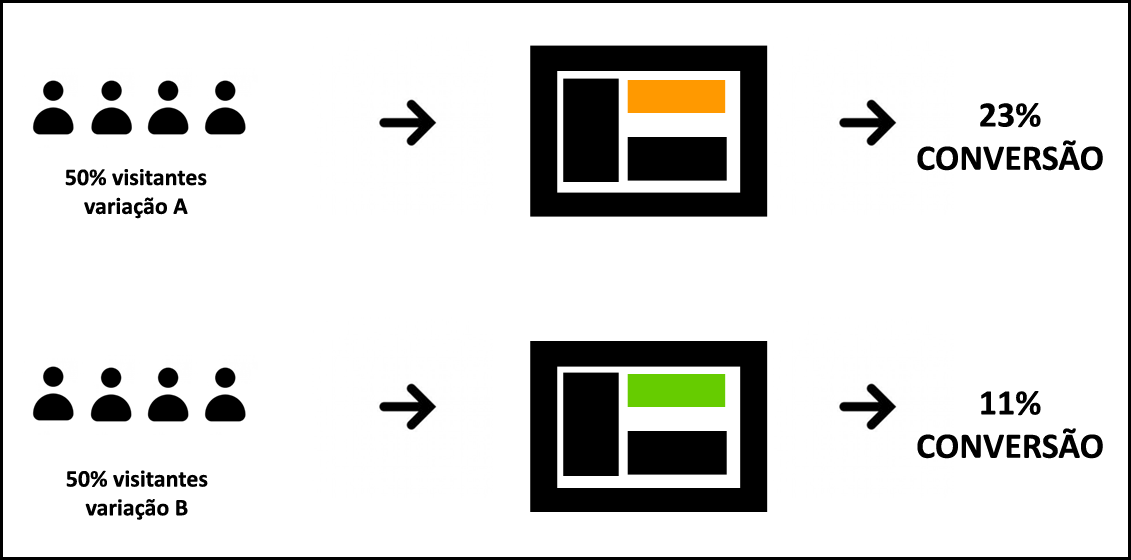 50% visitantes
variação A
23%
CONVERSÃO
50% visitantes
variação B
11%
CONVERSÃO